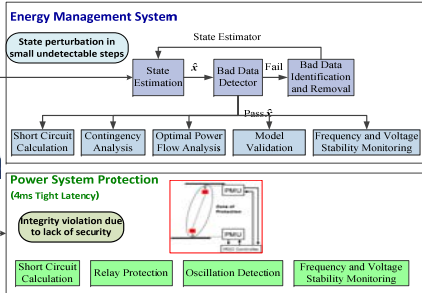 Energy Management System
State perturbation in
small undetectable steps
State Estimator
State
Estimation
x̂
Bad Data
Detector
Fail
Bad Data
Identification
and Removal
Pass x̂
Short Circuit
Calculation
Contingency
Analysis
Optimal Power
Flow Analysis
Model
Validation
Frequency and Voltage
Stability Monitoring
Power System Protection
(4ms Tight Latency)
Integrity violation due
to lack of security
PMU
Zone of
Protection
PMU
Short Circuit
Calculation
Relay Protection
Oscillation Detection
Frequency and Voltage
Stability Monitoring